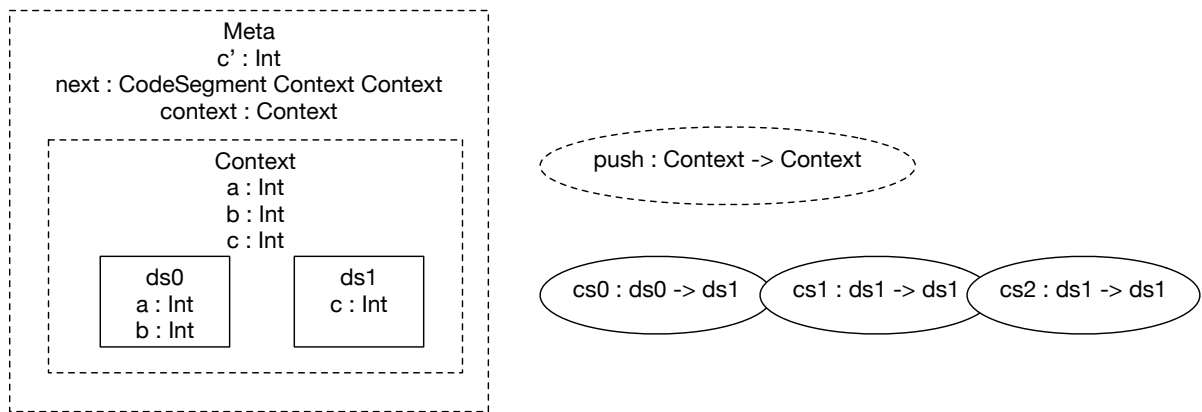 Meta
c’ : Int
next : CodeSegment Context Context
context : Context
Context
a : Int
b : Int
c : Int
ds0
a : Int
b : Int
ds1
c : Int
push : Context -> Context
cs0 : ds0 -> ds1
cs1 : ds1 -> ds1
cs2 : ds1 -> ds1